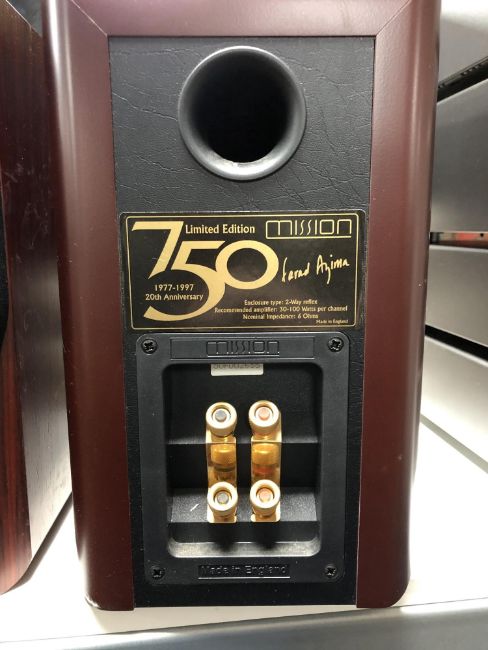 750 Limited Edition mission
1977-1997
20th Anniversary
Farad Azima
Enclosure type: 2-Way reflex
Recommended amplifier: 30-100 Watts per channel
Nominal Impedance: 6 Ohms
Made in England
mission
Made in England